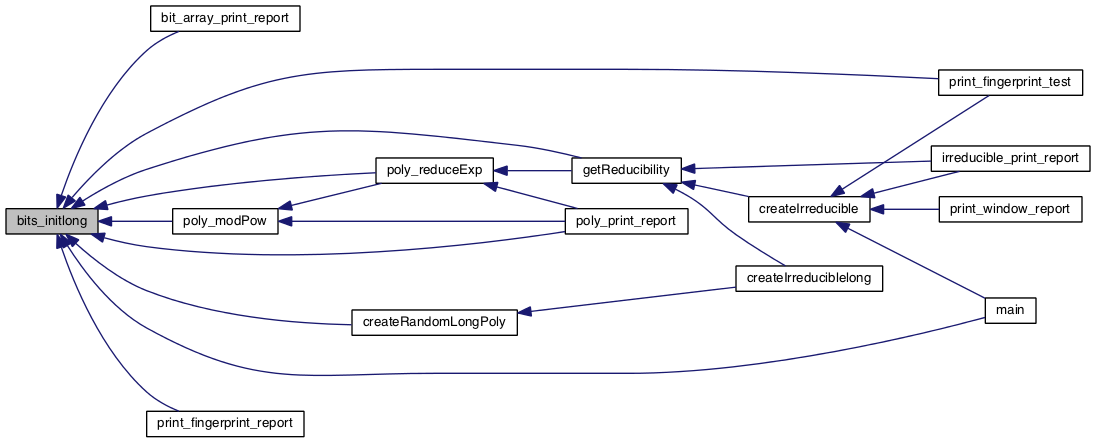 bit_array_print_report
print_fingerprint_test
irreducible_print_report
poly_reduceExp
getReducibility
createIrreducible
print_window_report
bits_initlong
poly_modPow
poly_print_report
createIrreduciblelong
main
createRandomLongPoly
print_fingerprint_report